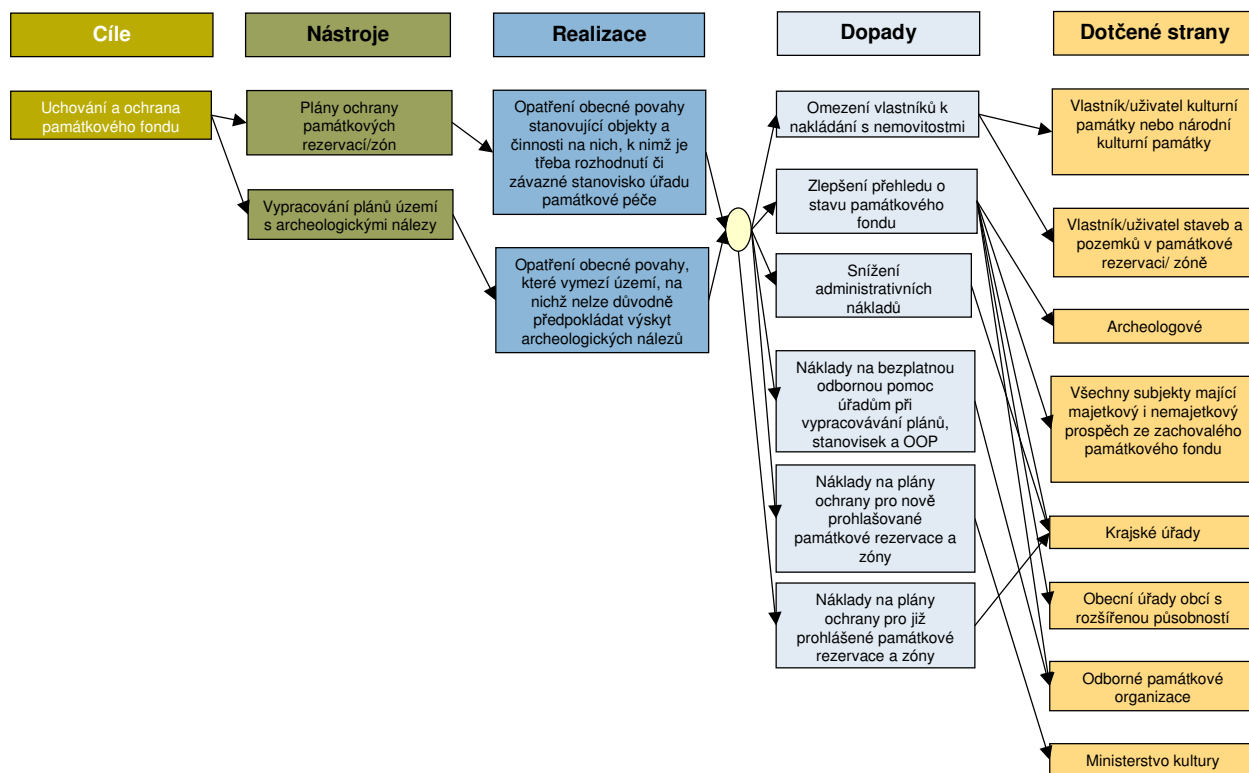 Cíle
Nástroje
Realizace
Dopady
Dotčené strany
Uchování a ochrana
památkového fondu
Plány ochrany
památkových
rezervací/zón
Vypracování plánů území
s archeologickými nálezy
Opatření obecné povahy
stanovující objekty a
činnosti na nich, k nimž je
třeba rozhodnutí či
závazné stanovisko úřadu
památkové péče
Opatření obecné povahy,
které vymezí území, na
nichž nelze důvodně
předpokládat výskyt
archeologických nálezů
Omezení vlastníků k
nakládání s nemovitostmi
Zlepšení přehledu o
stavu památkového
fondu
Snížení
administrativních
nákladů
Náklady na bezplatnou
odbornou pomoc
úřadům při
vypracovávání plánů,
stanovisek a OOP
Náklady na plány
ochrany pro nově
prohlašované
památkové rezervace a
zóny
Náklady na plány
ochrany pro již
prohlášené památkové
rezervace a zóny
Vlastník/uživatel kulturní
památky nebo národní
kulturní památky
Vlastník/uživatel staveb a
pozemků v památkové
rezervaci/ zóně
Archeologové
Všechny subjekty mající
majetkový i nemajetkový
prospěch ze zachovalého
památkového fondu
Krajské úřady
Obecní úřady obcí s
rozšířenou působností
Odborné památkové
organizace
Ministerstvo kultury